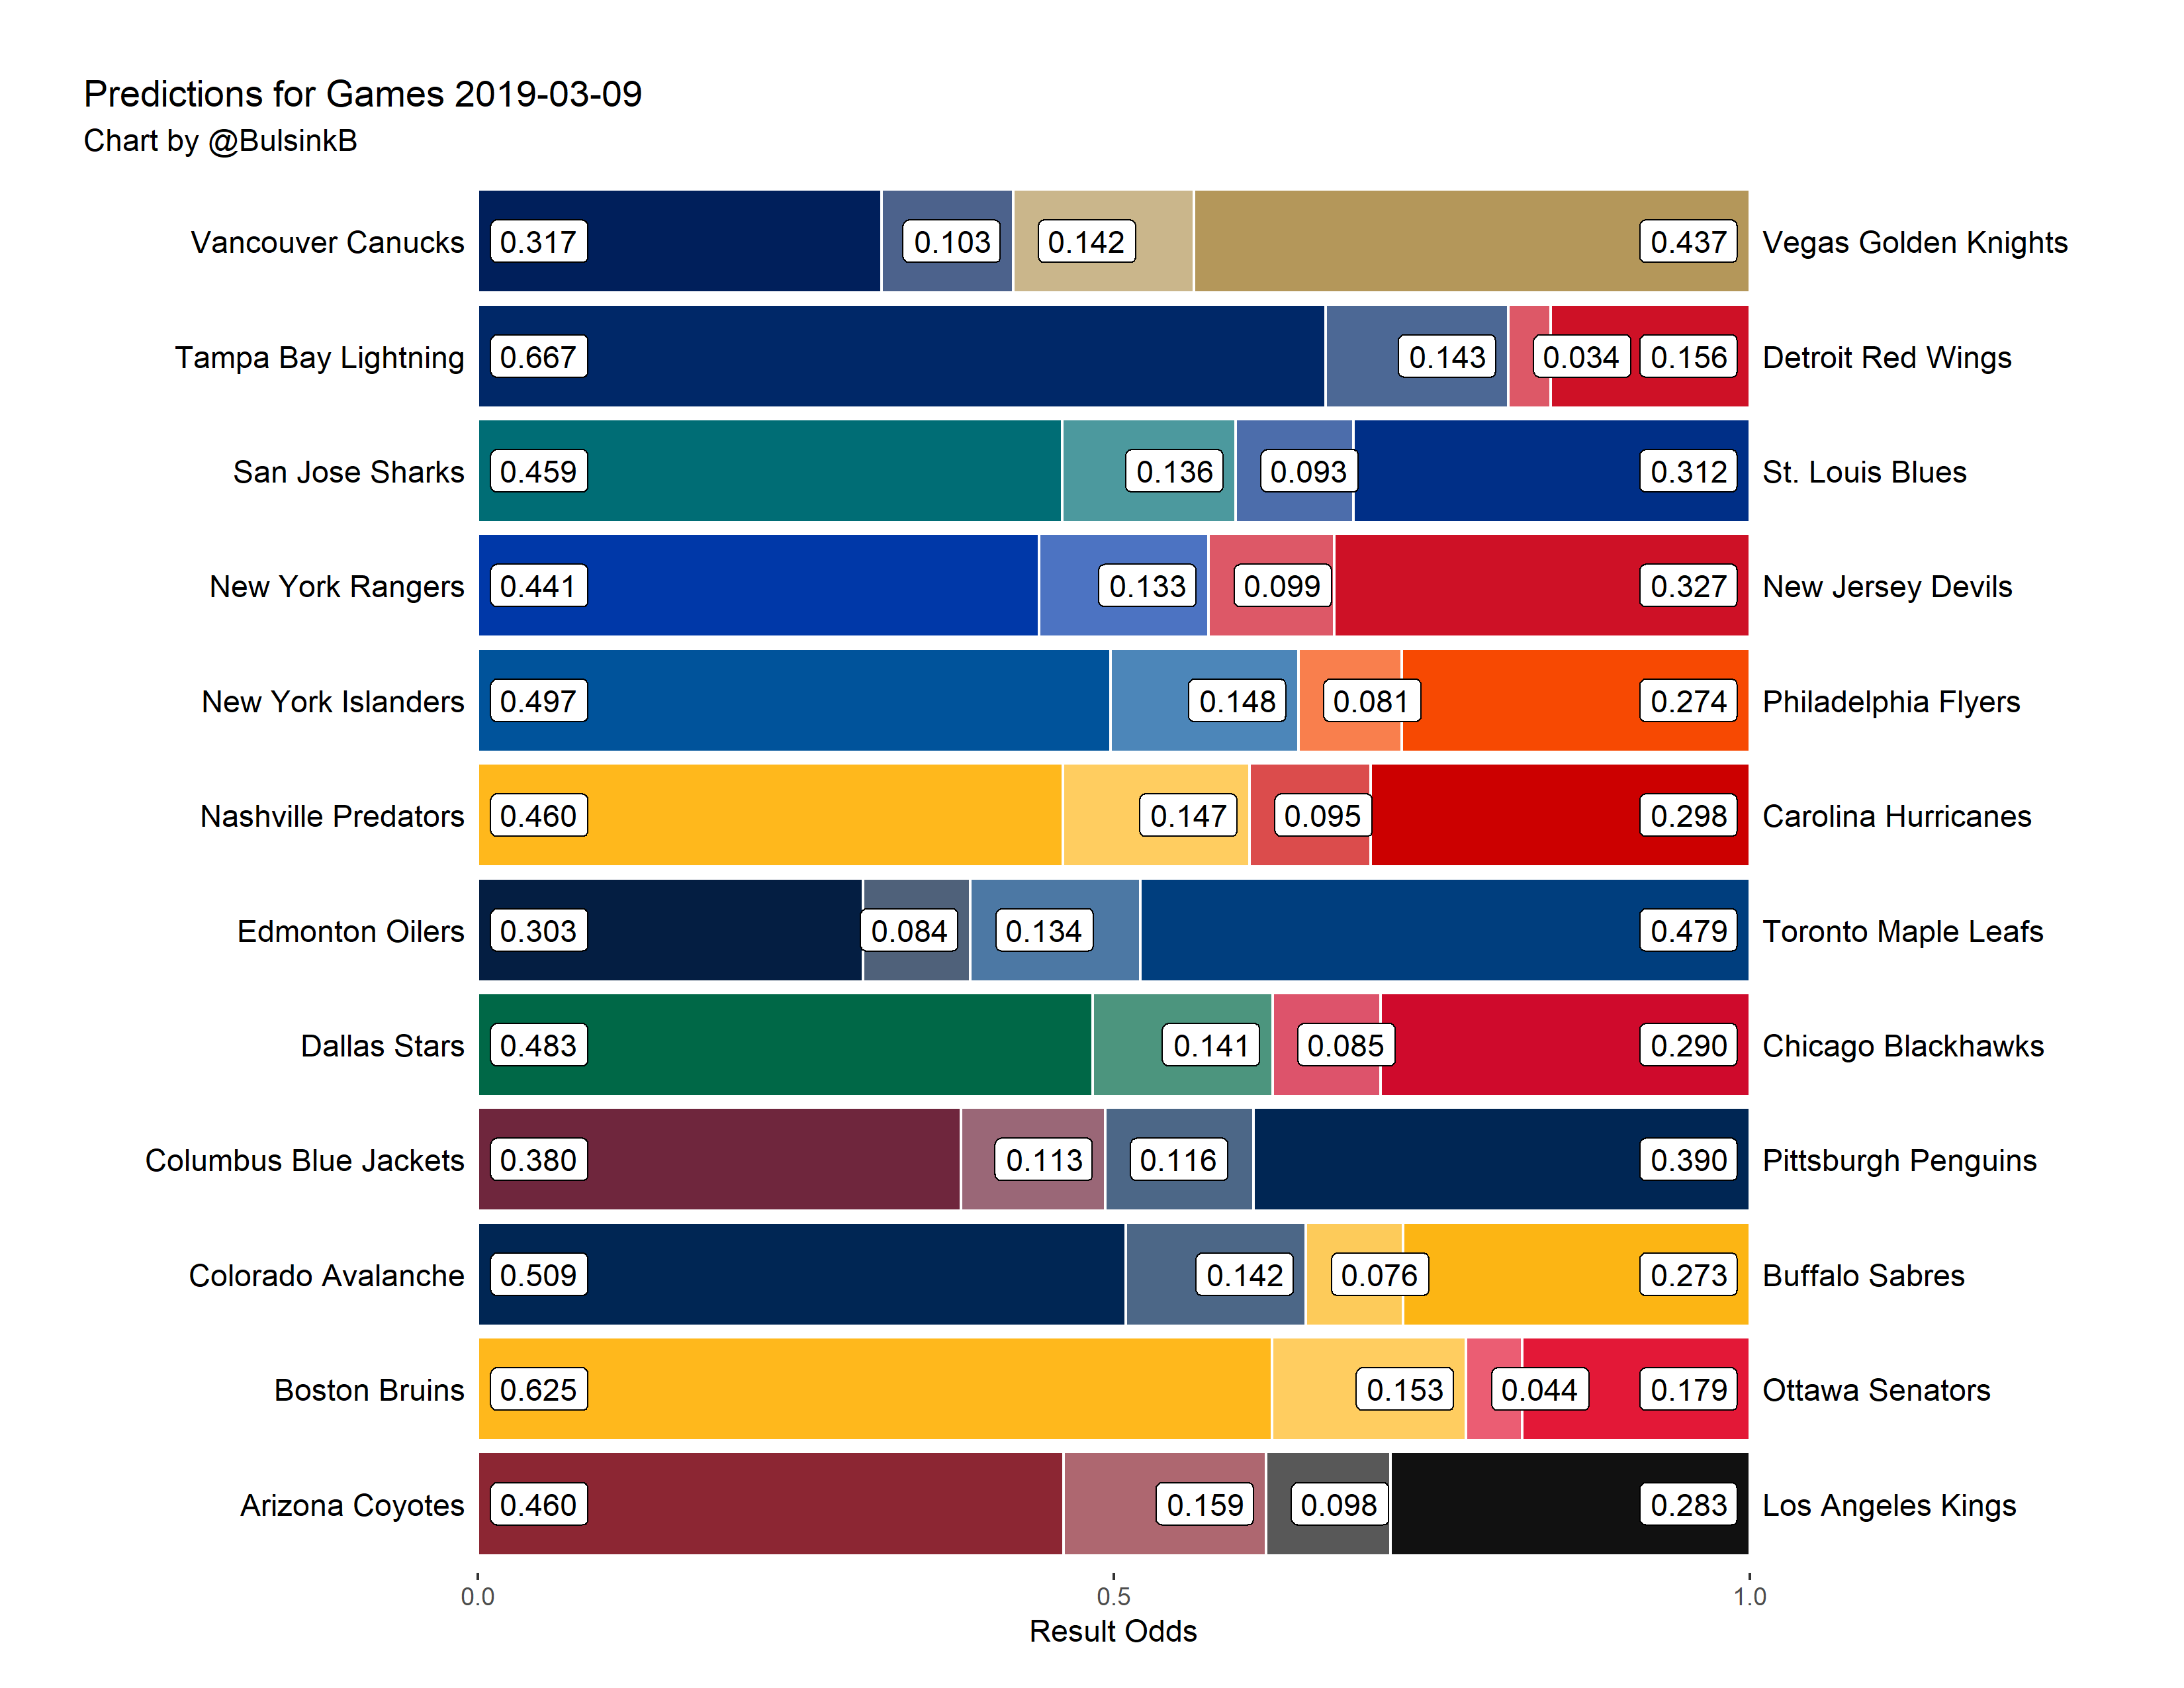 Predictions for Games 2019-03-09
Chart by @BulsinkB
Vancouver Canucks 0.317 0.103 0.142 0.437 Vegas Golden Knights
Tampa Bay Lightning 0.667 0.143 0.034 0.156 Detroit Red Wings
San Jose Sharks 0.459 0.136 0.093 0.312 St. Louis Blues
New York Rangers 0.441 0.133 0.099 0.327 New Jersey Devils
New York Islanders 0.497 0.148 0.081 0.274 Philadelphia Flyers
Nashville Predators 0.460 0.147 0.095 0.298 Carolina Hurricanes
Edmonton Oilers 0.303 0.084 0.134 0.479 Toronto Maple Leafs
Dallas Stars 0.483 0.141 0.085 0.290 Chicago Blackhawks
Columbus Blue Jackets 0.380 0.113 0.116 0.390 Pittsburgh Penguins
Colorado Avalanche 0.509 0.142 0.076 0.273 Buffalo Sabres
Boston Bruins 0.625 0.153 0.044 0.179 Ottawa Senators
Arizona Coyotes 0.460 0.159 0.098 0.283 Los Angeles Kings
0.0 0.5 1.0
Result Odds